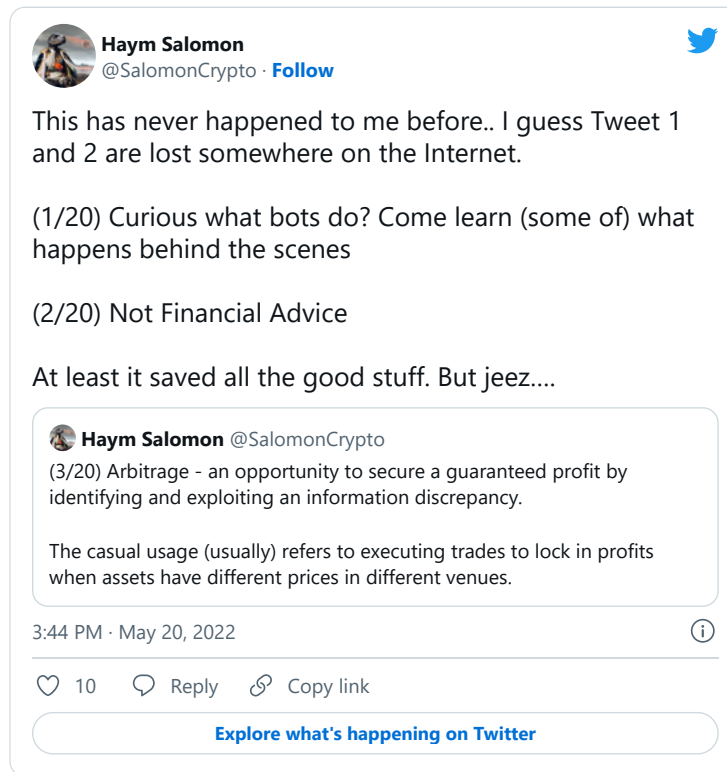 Haym Salomon
@SalomonCrypto · Follow
This has never happened to me before.. I guess Tweet 1
and 2 are lost somewhere on the Internet.
(1/20) Curious what bots do? Come learn (some of) what
happens behind the scenes
(2/20) Not Financial Advice
At least it saved all the good stuff. But jeez....
Haym Salomon @SalomonCrypto
(3/20) Arbitrage - an opportunity to secure a guaranteed profit by
identifying and exploiting an information discrepancy.
The casual usage (usually) refers to executing trades to lock in profits
when assets have different prices in different venues.
3:44 PM · May 20, 2022
10 Reply Copy link
Explore what's happening on Twitter